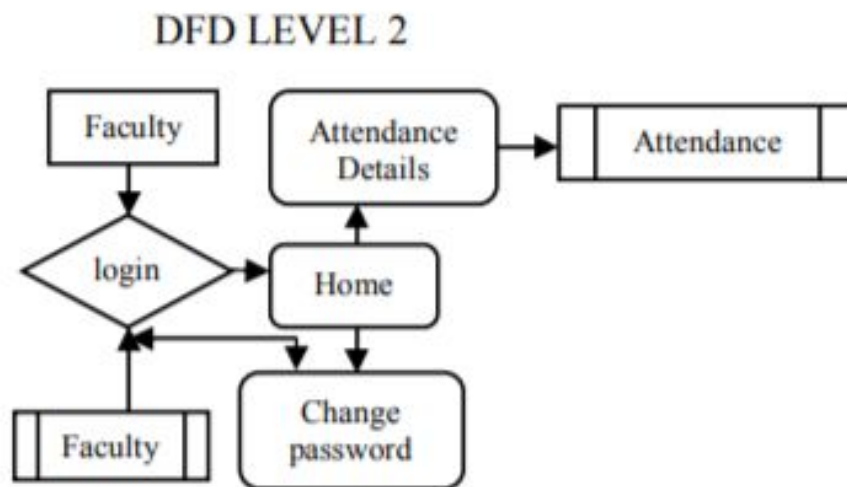 DFD LEVEL 2
Faculty
Attendance
Details
Attendance
login
Home
Faculty
Change
password